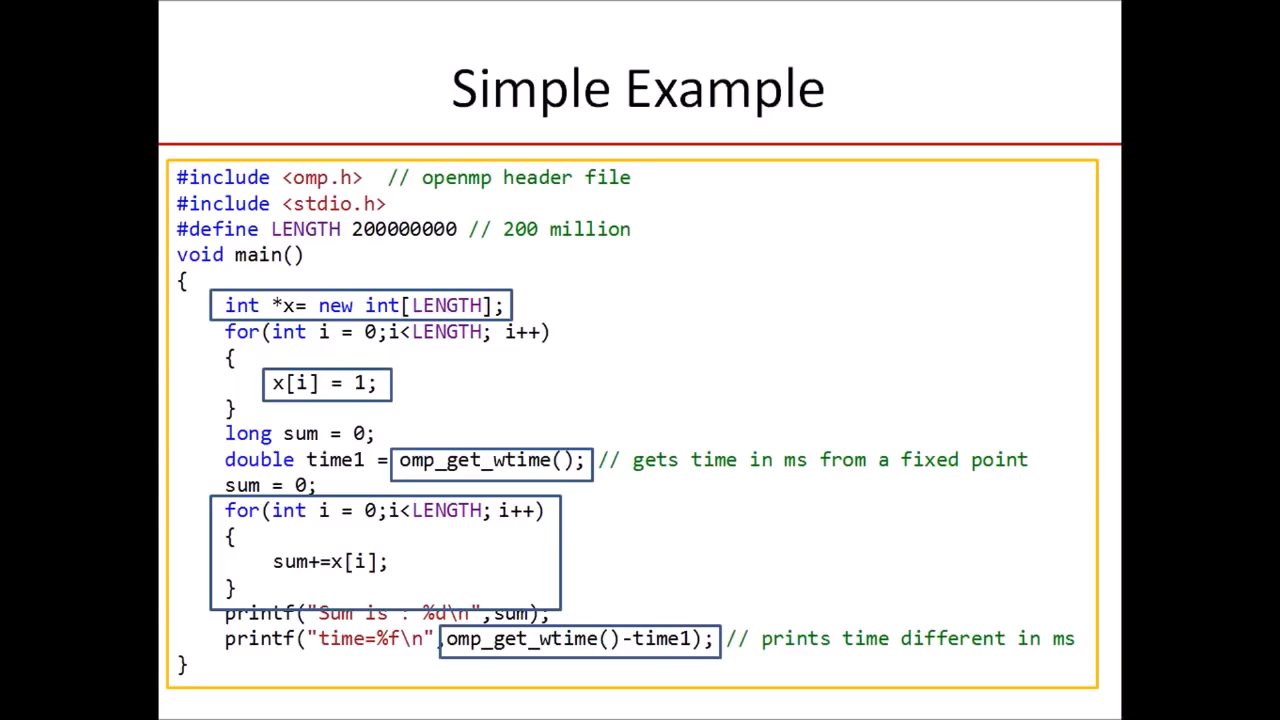 Simple Example
#include <omp.h>  // openmp header file
#include <stdio.h>
#define LENGTH 200000000 // 200 million
void main()
{
    int *x= new int[LENGTH];
    for(int i = 0;i<LENGTH; i++)
    {
        x[i] = 1;
    }
    long sum = 0;
    double time1 = omp_get_wtime(); // gets time in ms from a fixed point
    sum = 0;
    for(int i = 0;i<LENGTH; i++)
    {
        sum+=x[i];
    }
    printf("Sum is : %d\n",sum);
    printf("time=%f\n",omp_get_wtime()-time1); // prints time different in ms
}